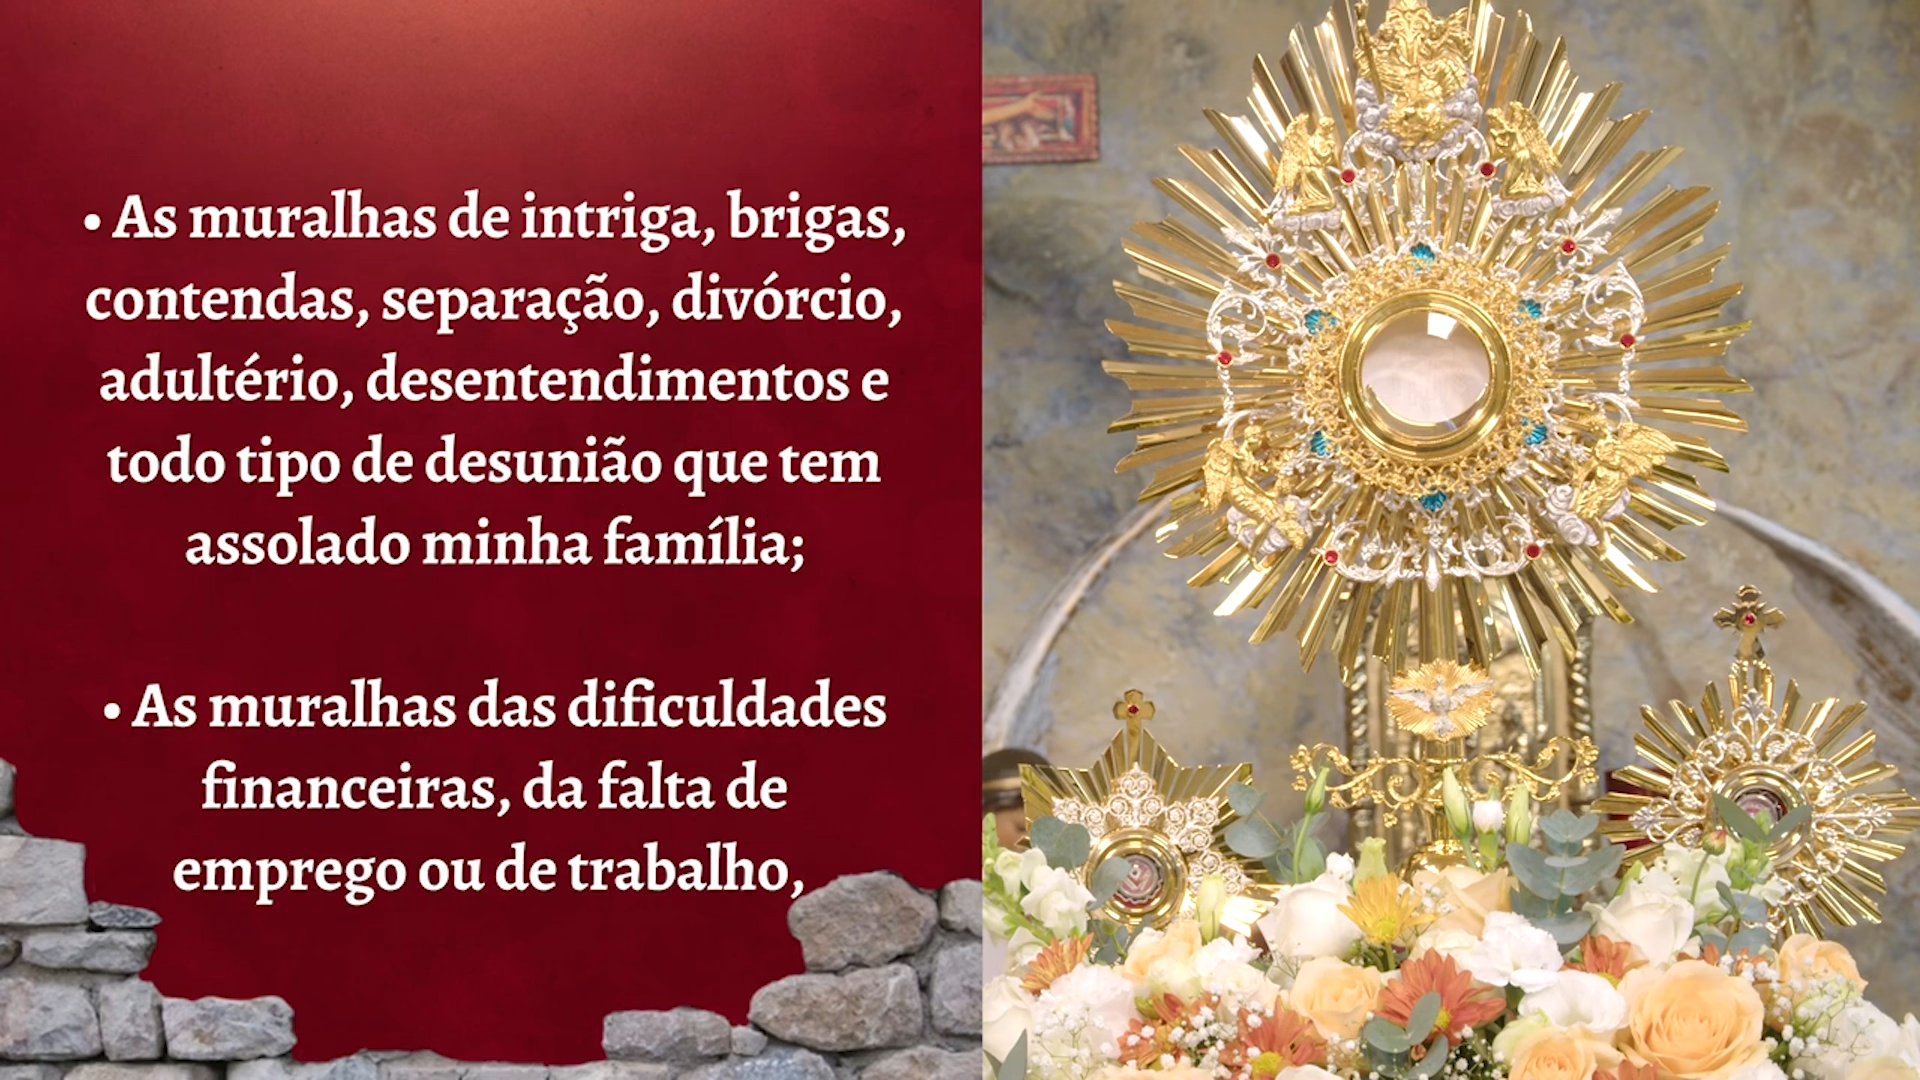 • As muralhas de intriga, brigas,
contendas, separação, divórcio,
adultério, desentendimentos e
todo tipo de desunião que tem
assolado minha família;
• As muralhas das dificuldades
financeiras, da falta de
emprego ou de trabalho,